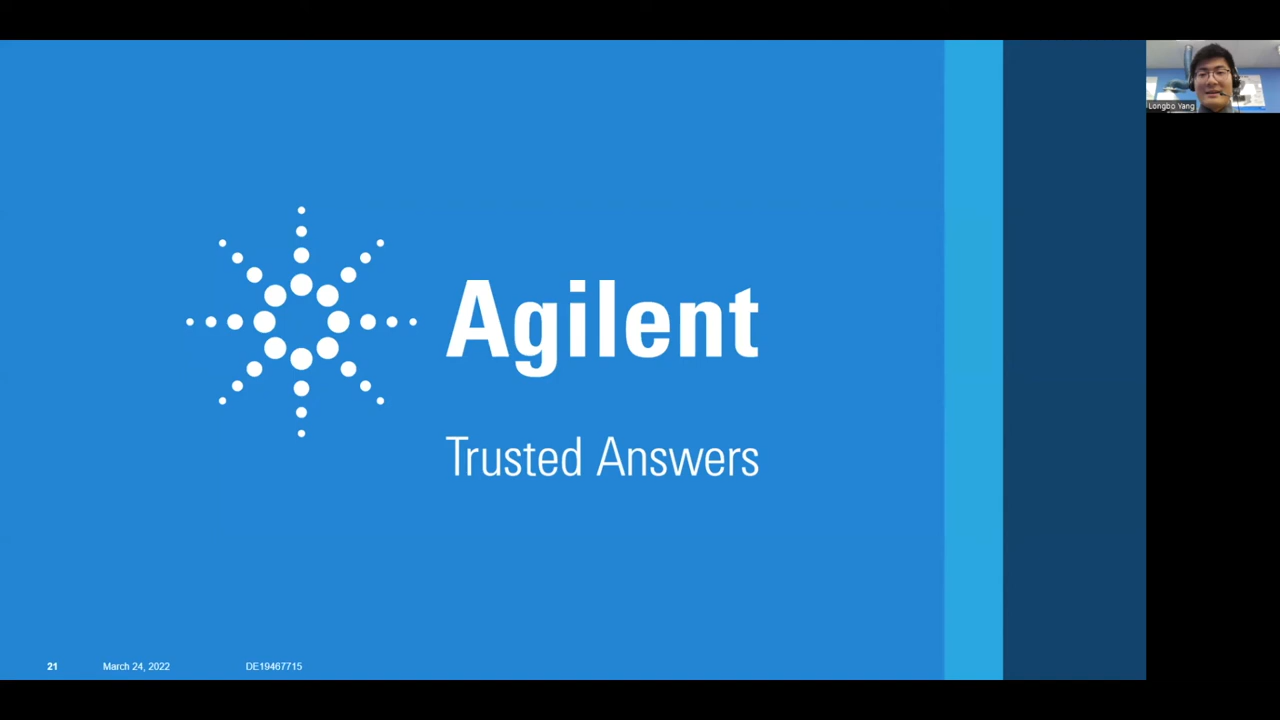 Longbo Yang
Agilent
Trusted Answers
21 March 24, 2022 DE19467715